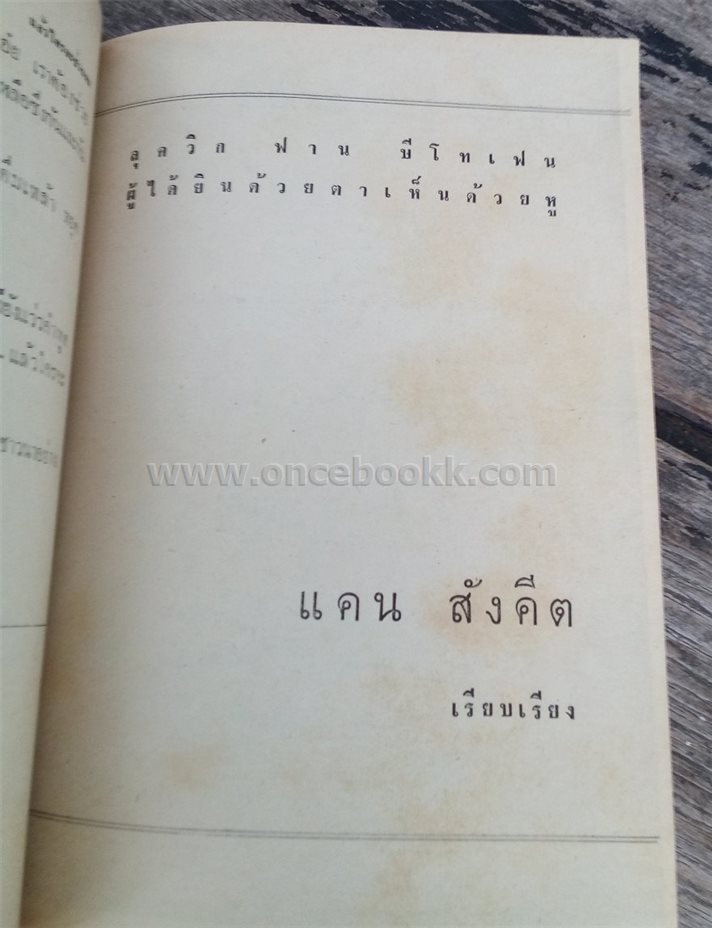 ลุดวิก ฟาน บีโทเฟน
ผู้ได้ยินด้วยตาเห็นด้วยหู
www.oncebookk.com
แคน สังคีต
เรียบเรียง